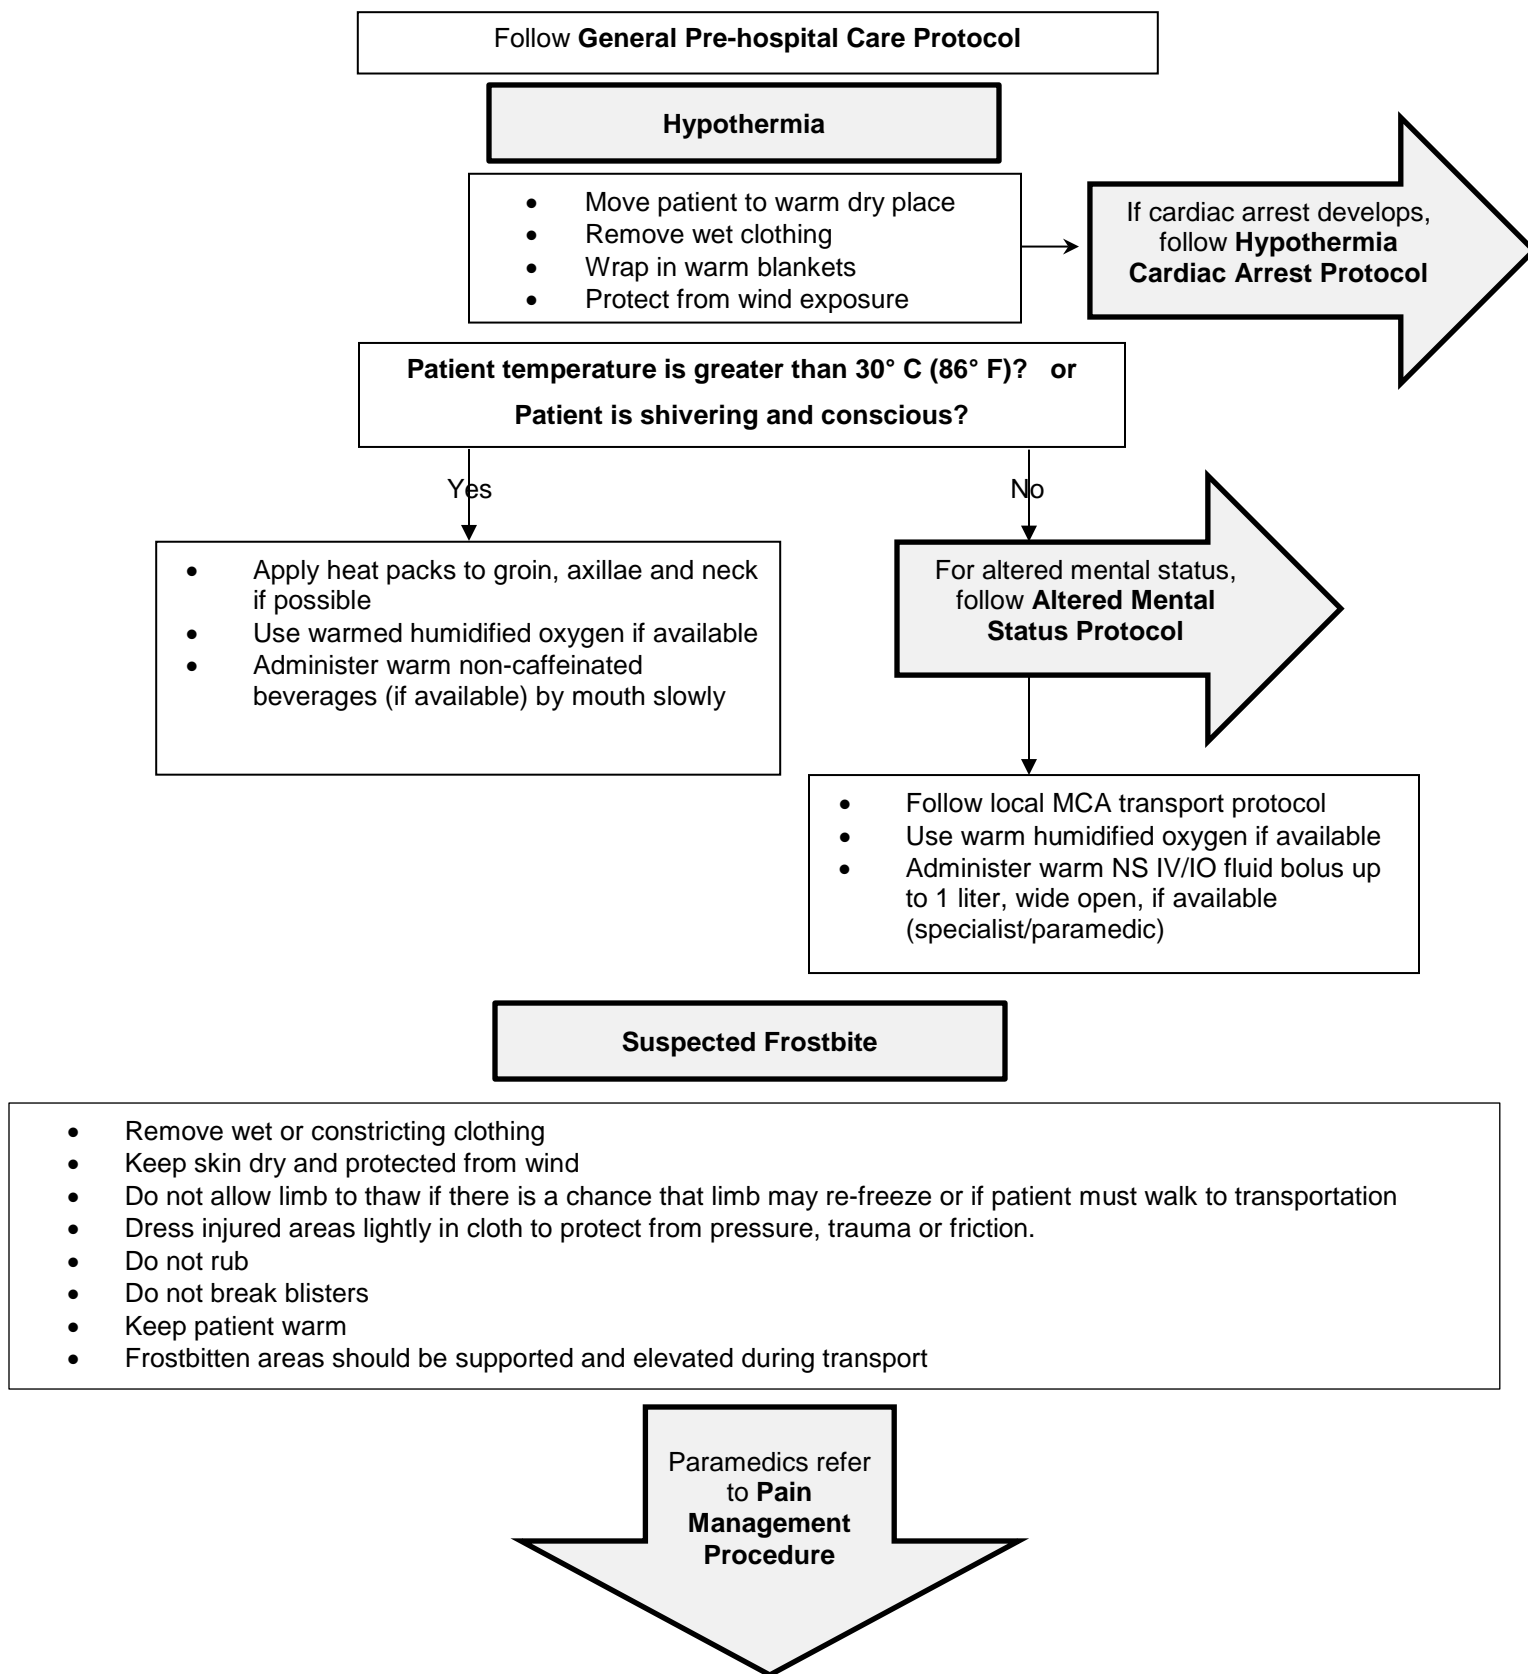 Follow General Pre-hospital Care Protocol
Hypothermia
• Move patient to warm dry place
• Remove wet clothing
• Wrap in warm blankets
• Protect from wind exposure
If cardiac arrest develops,
follow Hypothermia
Cardiac Arrest Protocol
Patient temperature is greater than 30° C (86° F)? or
Patient is shivering and conscious?
Yes
No
• Apply heat packs to groin, axillae and neck
if possible
• Use warmed humidified oxygen if available
• Administer warm non-caffeinated
beverages (if available) by mouth slowly
For altered mental status,
follow Altered Mental
Status Protocol
• Follow local MCA transport protocol
• Use warm humidified oxygen if available
• Administer warm NS IV/IO fluid bolus up
to 1 liter, wide open, if available
(specialist/paramedic)
Suspected Frostbite
• Remove wet or constricting clothing
• Keep skin dry and protected from wind
• Do not allow limb to thaw if there is a chance that limb may re-freeze or if patient must walk to transportation
• Dress injured areas lightly in cloth to protect from pressure, trauma or friction.
• Do not rub
• Do not break blisters
• Keep patient warm
• Frostbitten areas should be supported and elevated during transport
Paramedics refer
to Pain
Management
Procedure